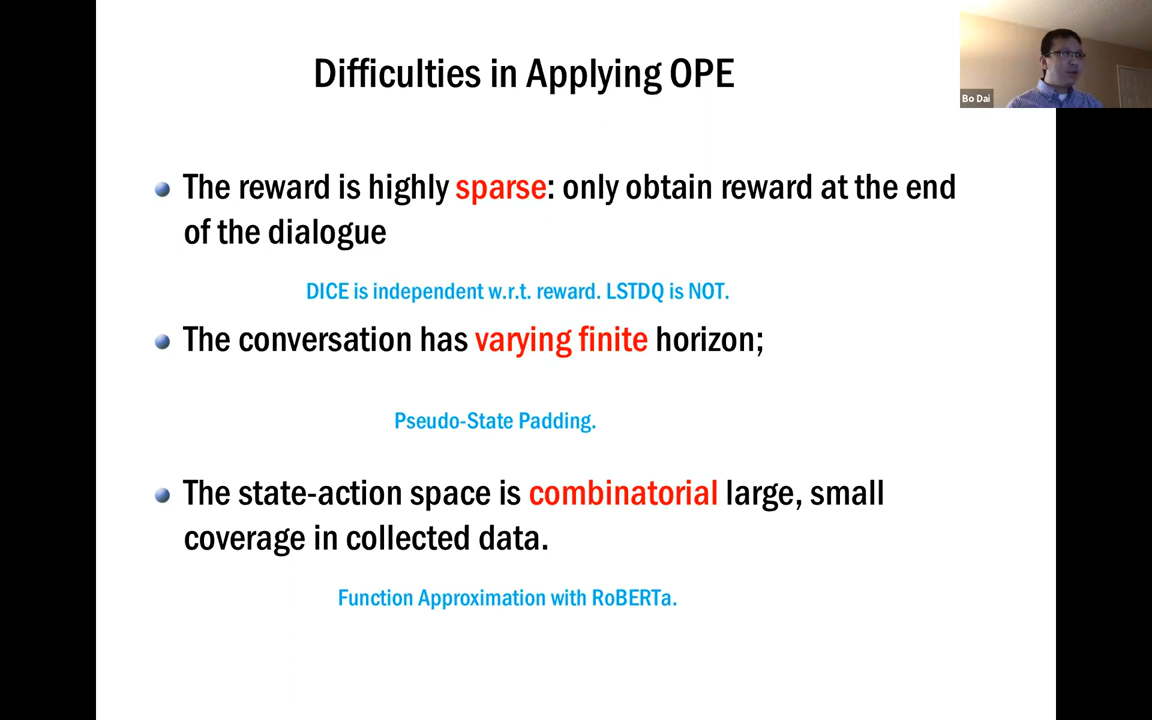 Difficulties in Applying OPE
Bo Dai
The reward is highly sparse: only obtain reward at the end
of the dialogue
DICE is independent w.r.t. reward. LSTDQ is NOT.
The conversation has varying finite horizon;
Pseudo-State Padding.
The state-action space is combinatorial large, small
coverage in collected data.
Function Approximation with RoBERTa.